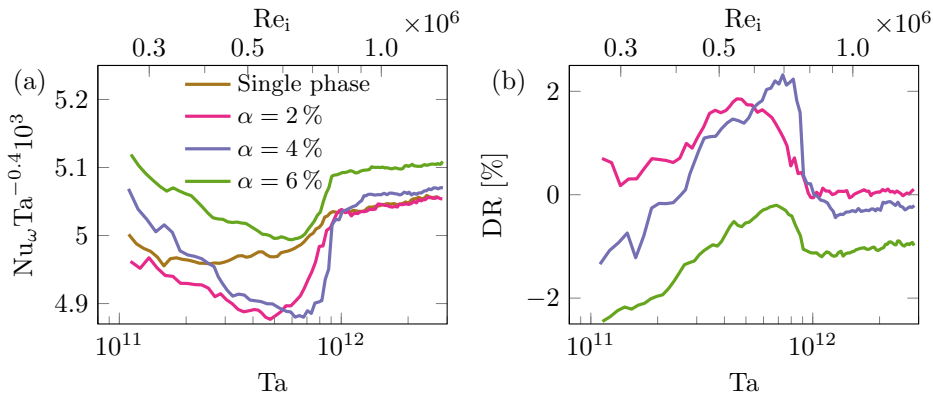 Re_i
×10^6
0.3
0.5
1.0
(a)
5.2
5.1
5
4.9
Nu_ωTa^−0.4 10^3
Single phase
α = 2 %
α = 4 %
α = 6 %
10^11
10^12
Ta
Re_i
×10^6
0.3
0.5
1.0
(b)
2
0
−2
DR [%]
10^11
10^12
Ta